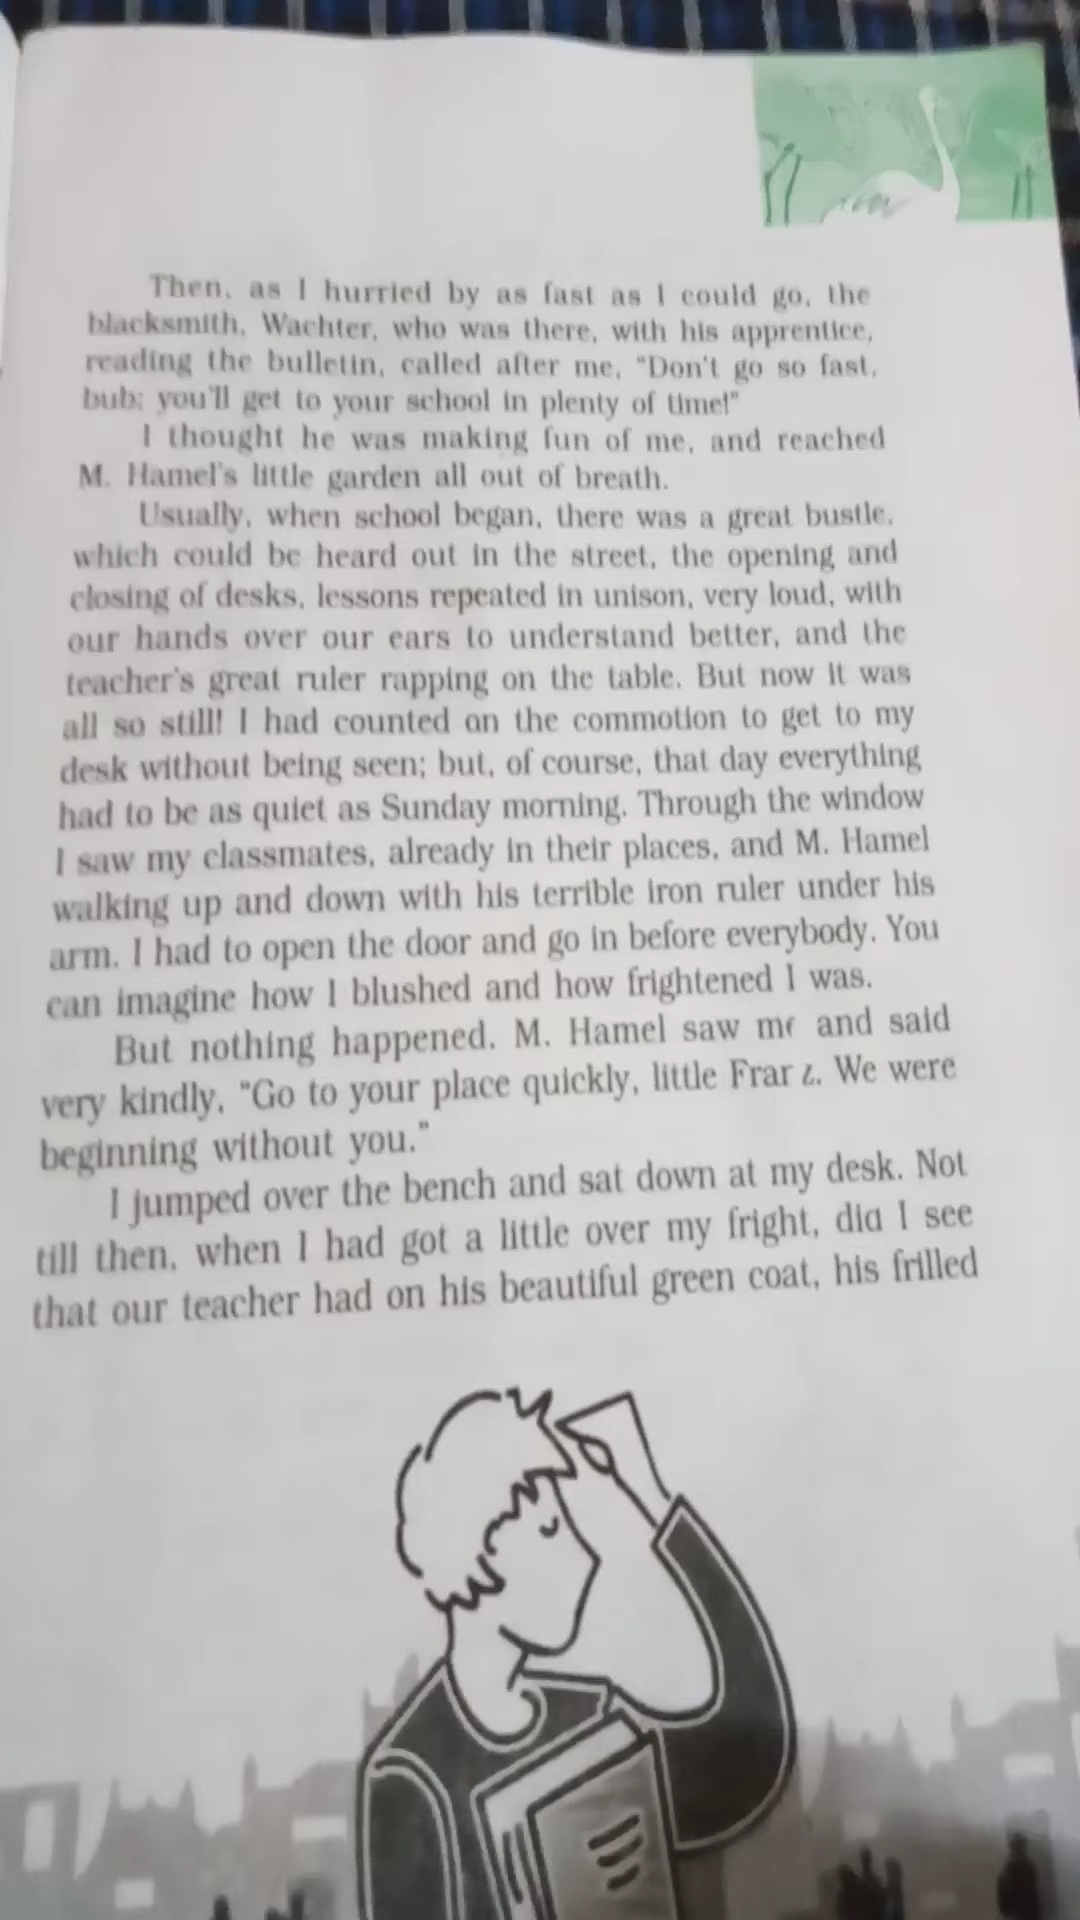 Then, as I hurried by as fast as I could go, the
blacksmith, Wachter, who was there, with his apprentice,
reading the bulletin, called after me, "Don't go so fast,
bub; you'll get to your school in plenty of time!"
I thought he was making fun of me, and reached
M. Hamel's little garden all out of breath.
Usually, when school began, there was a great bustle,
which could be heard out in the street, the opening and
closing of desks, lessons repeated in unison, very loud, with
our hands over our ears to understand better, and the
teacher's great ruler rapping on the table. But now it was
all so still! I had counted on the commotion to get to my
desk without being seen; but, of course, that day everything
had to be as quiet as Sunday morning. Through the window
I saw my classmates, already in their places, and M. Hamel
walking up and down with his terrible iron ruler under his
arm. I had to open the door and go in before everybody. You
can imagine how I blushed and how frightened I was.
But nothing happened. M. Hamel saw me and said
very kindly, "Go to your place quickly, little Franz. We were
beginning without you."
I jumped over the bench and sat down at my desk. Not
till then, when I had got a little over my fright, did I see
that our teacher had on his beautiful green coat, his frilled